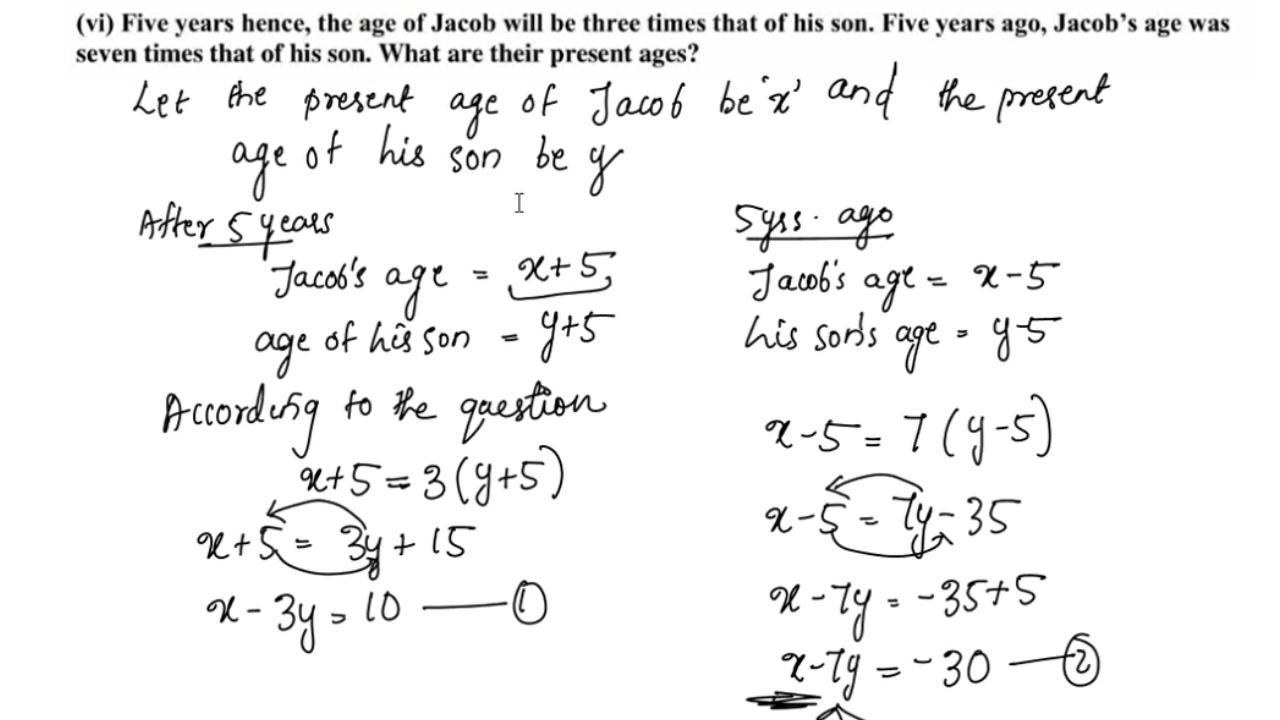 (vi) Five years hence, the age of Jacob will be three times that of his son. Five years ago, Jacob's age was
seven times that of his son. What are their present ages?
Let the present age of Jacob be 'x' and the present
age of his son be y
After 5 years
Jacob's age = x+5,
age of his son = y+5
According to the question
x+5 = 3(y+5)
x+5 = 3y + 15
x - 3y = 10 —— ①
5yrs. ago
Jacob's age = x-5
his son's age = y-5
x-5 = 7(y-5)
x-5 = 7y-35
x-7y = -35+5
x-7y = -30 —— ②